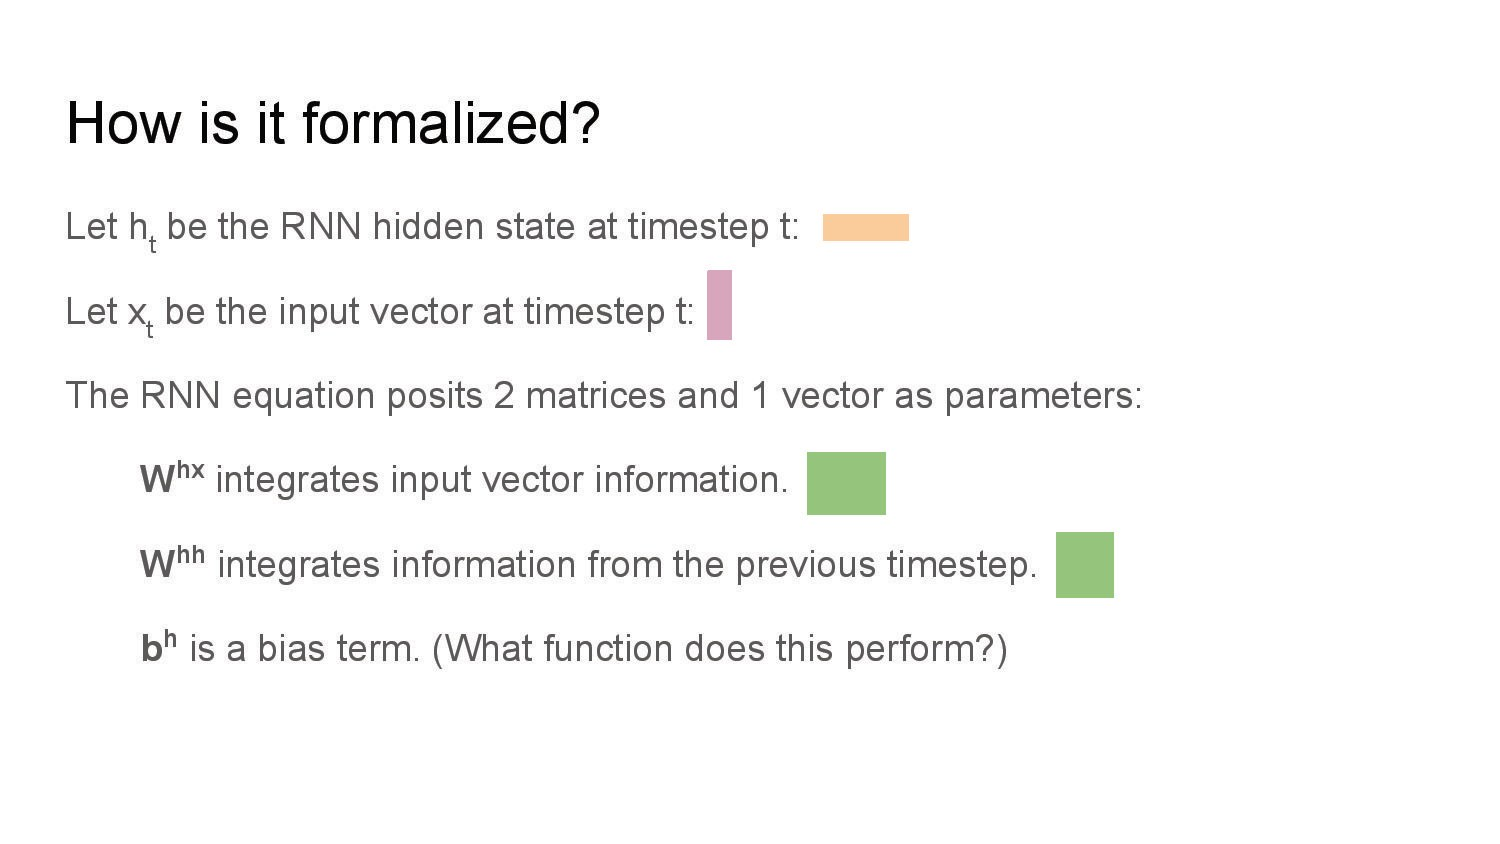 How is it formalized?
Let hₜ be the RNN hidden state at timestep t:
Let xₜ be the input vector at timestep t:
The RNN equation posits 2 matrices and 1 vector as parameters:
Wʰˣ integrates input vector information.
Wʰʰ integrates information from the previous timestep.
bʰ is a bias term. (What function does this perform?)